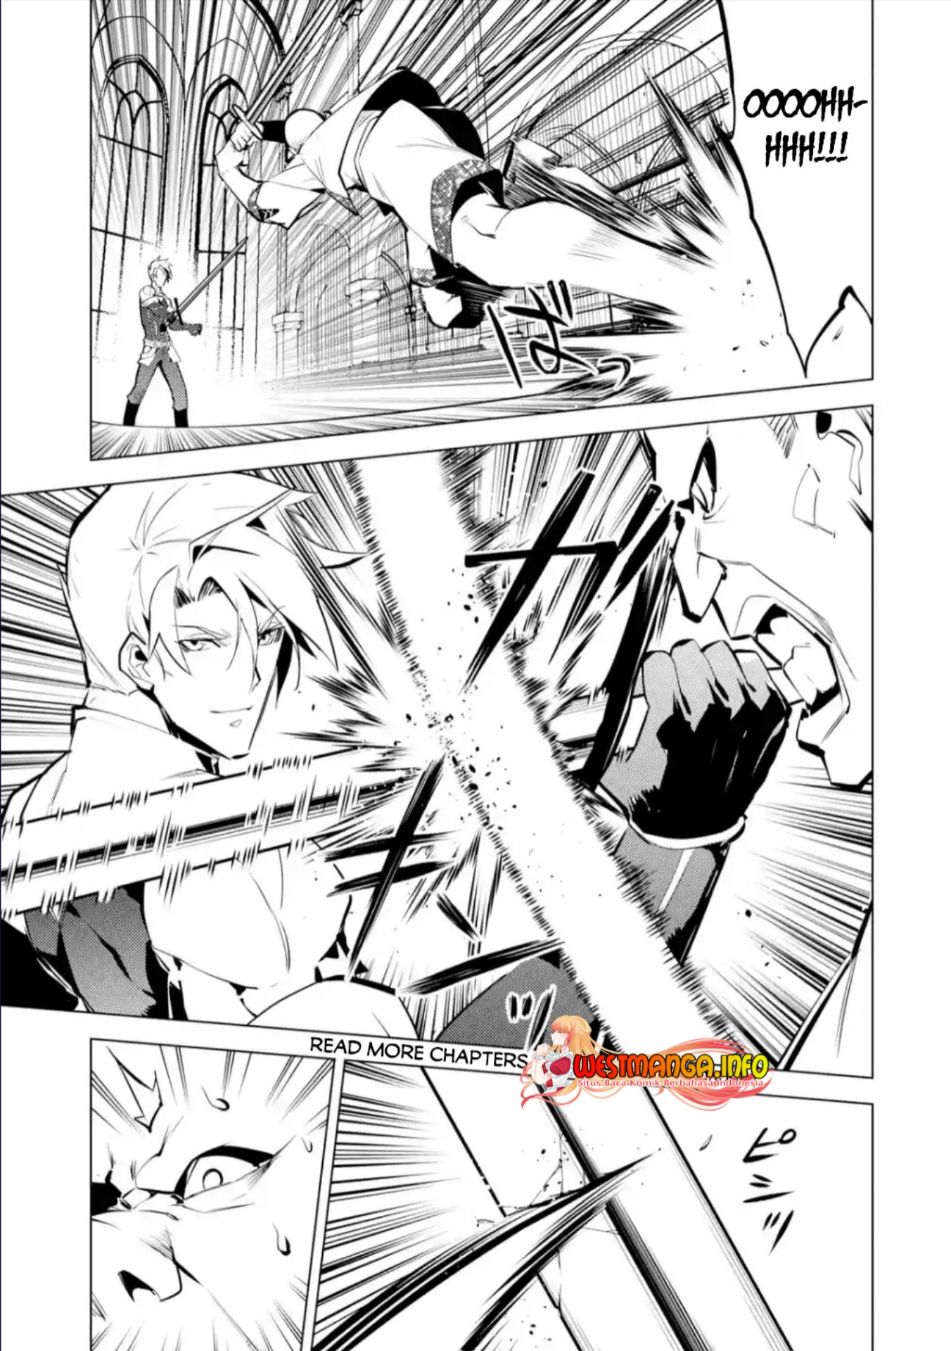 OOOOHH-
HHH!!!
ばっ
ガ
キッ
READ MORE CHAPTERS
WESTMANGA.INFO
Situs Baca Komik Berbahasa Indonesia
ピシッ